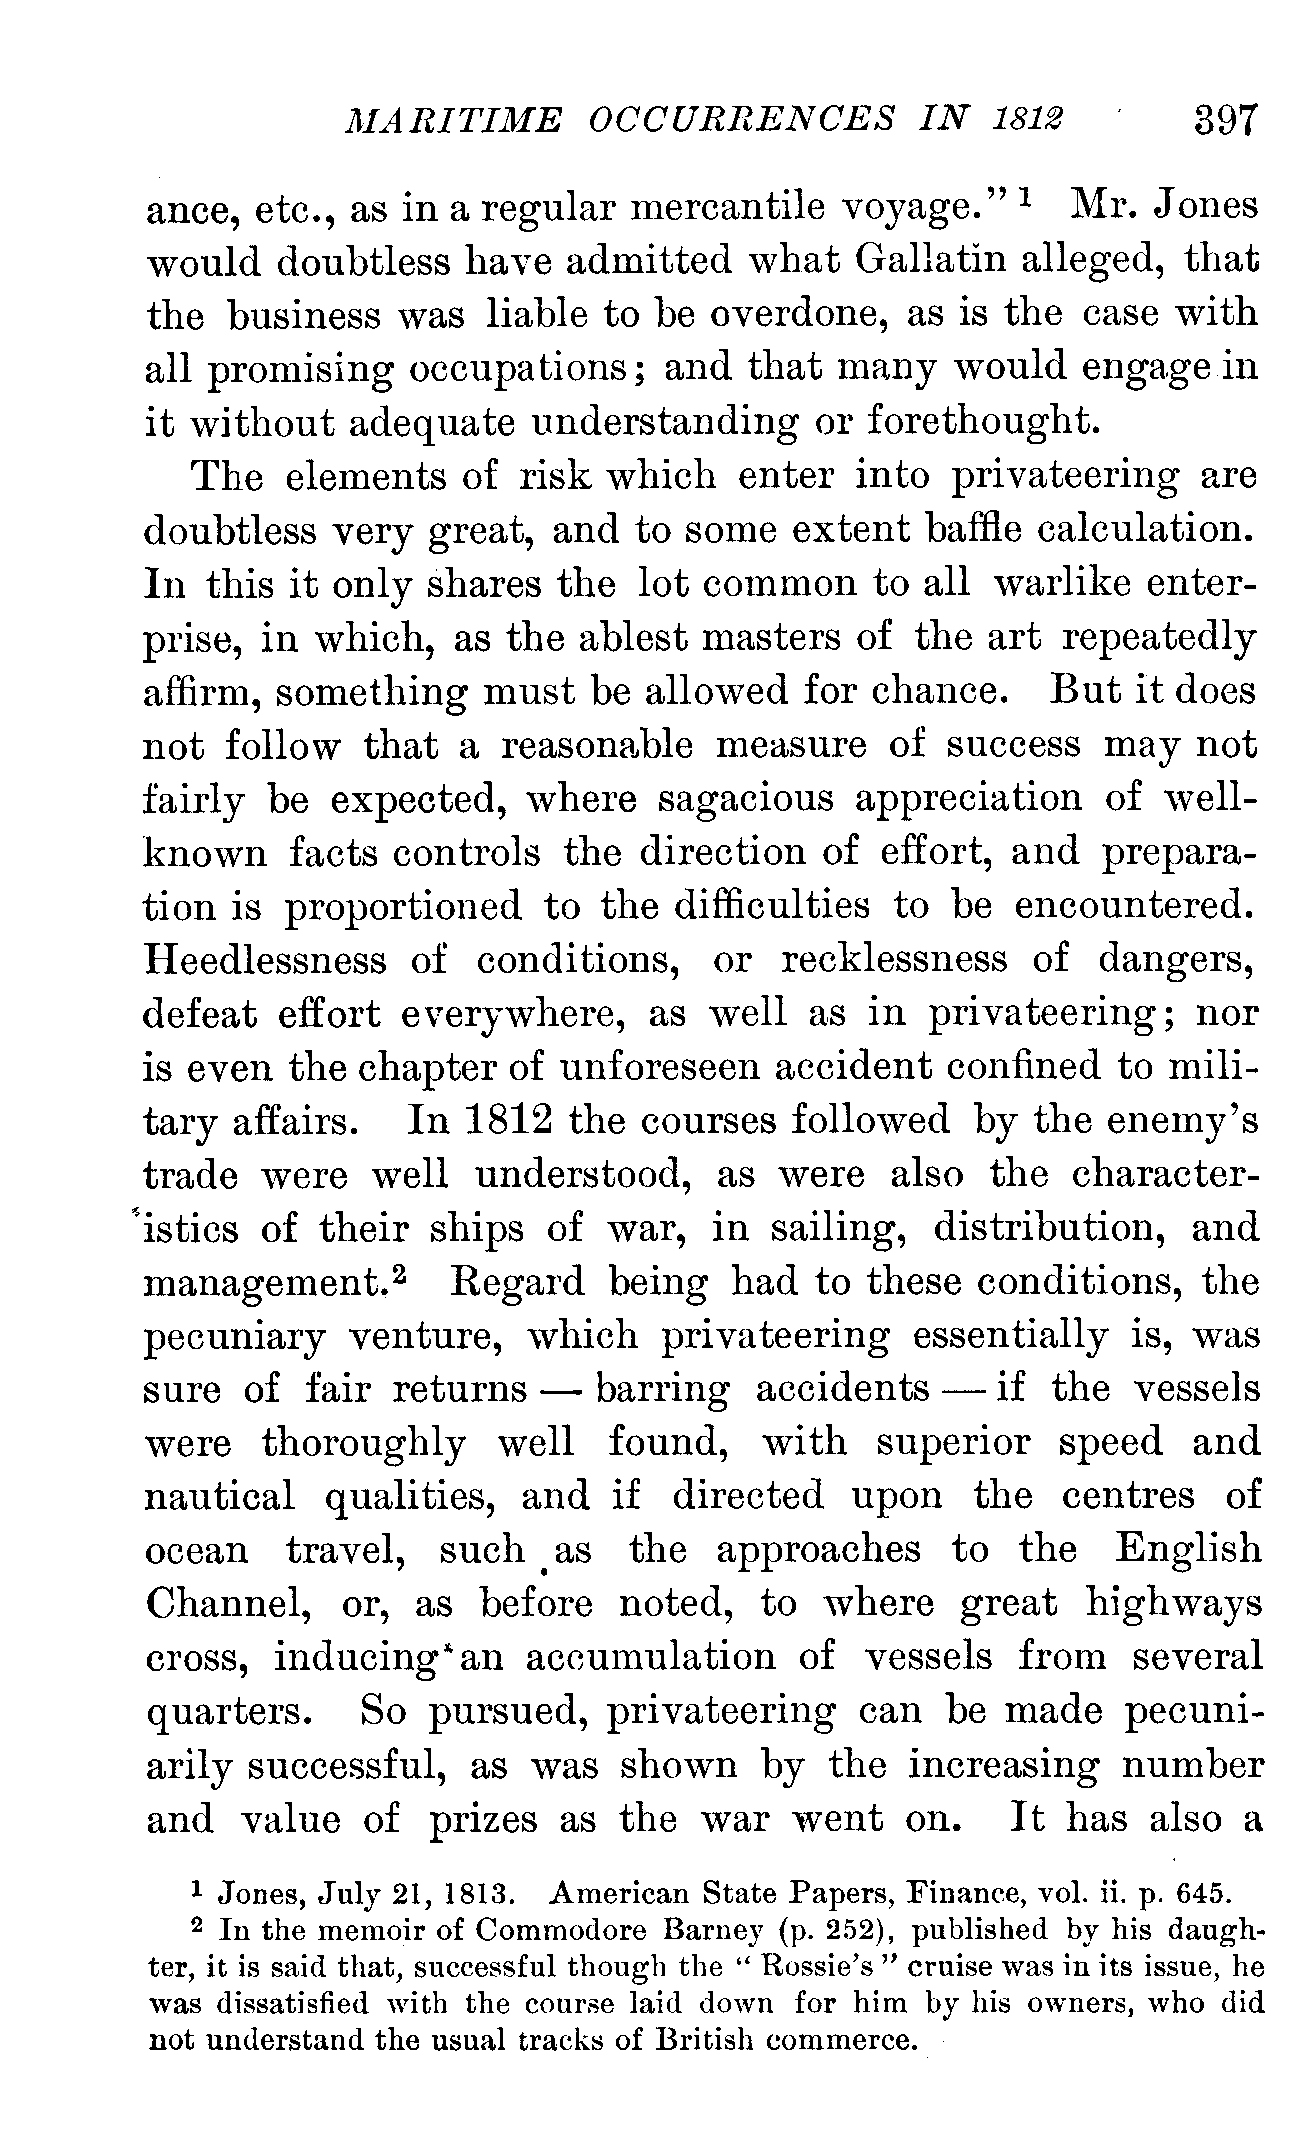 MARITIME OCCURRENCES IN 1812 397
ance, etc., as in a regular mercantile voyage." 1 Mr. Jones
would doubtless have admitted what Gallatin alleged, that
the business was liable to be overdone, as is the case with
all promising occupations; and that many would engage in
it without adequate understanding or forethought.
The elements of risk which enter into privateering are
doubtless very great, and to some extent baffle calculation.
In this it only shares the lot common to all warlike enter-
prise, in which, as the ablest masters of the art repeatedly
affirm, something must be allowed for chance. But it does
not follow that a reasonable measure of success may not
fairly be expected, where sagacious appreciation of well-
known facts controls the direction of effort, and prepara-
tion is proportioned to the difficulties to be encountered.
Heedlessness of conditions, or recklessness of dangers,
defeat effort everywhere, as well as in privateering; nor
is even the chapter of unforeseen accident confined to mili-
tary affairs. In 1812 the courses followed by the enemy's
trade were well understood, as were also the character-
istics of their ships of war, in sailing, distribution, and
management.2 Regard being had to these conditions, the
pecuniary venture, which privateering essentially is, was
sure of fair returns — barring accidents — if the vessels
were thoroughly well found, with superior speed and
nautical qualities, and if directed upon the centres of
ocean travel, such as the approaches to the English
Channel, or, as before noted, to where great highways
cross, inducing an accumulation of vessels from several
quarters. So pursued, privateering can be made pecuni-
arily successful, as was shown by the increasing number
and value of prizes as the war went on. It has also a
1 Jones, July 21, 1813. American State Papers, Finance, vol. ii. p. 645.
2 In the memoir of Commodore Barney (p. 252), published by his daugh-
ter, it is said that, successful though the "Rossie's" cruise was in its issue, he
was dissatisfied with the course laid down for him by his owners, who did
not understand the usual tracks of British commerce.